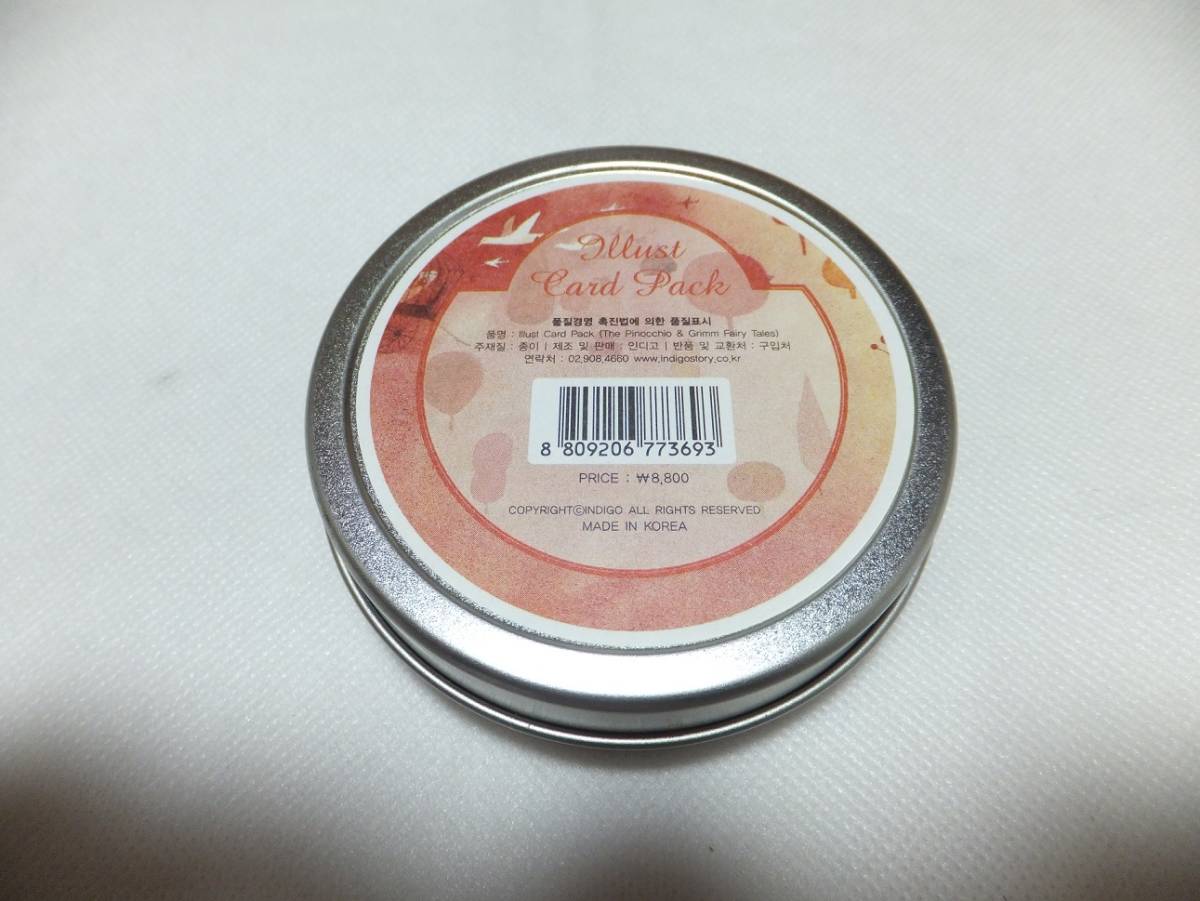 Illust
Card Pack
품질경영 촉진법에 의한 품질표시
품명 : Illust Card Pack (The Pinocchio & Grimm Fairy Tales)
주재질 : 종이 | 제조 및 판매 : 인디고 | 반품 및 교환처 : 구입처
연락처 : 02.908.4660 www.indigostory.co.kr
8 809206 773693
PRICE : ₩8,800
COPYRIGHTⓒINDIGO ALL RIGHTS RESERVED
MADE IN KOREA